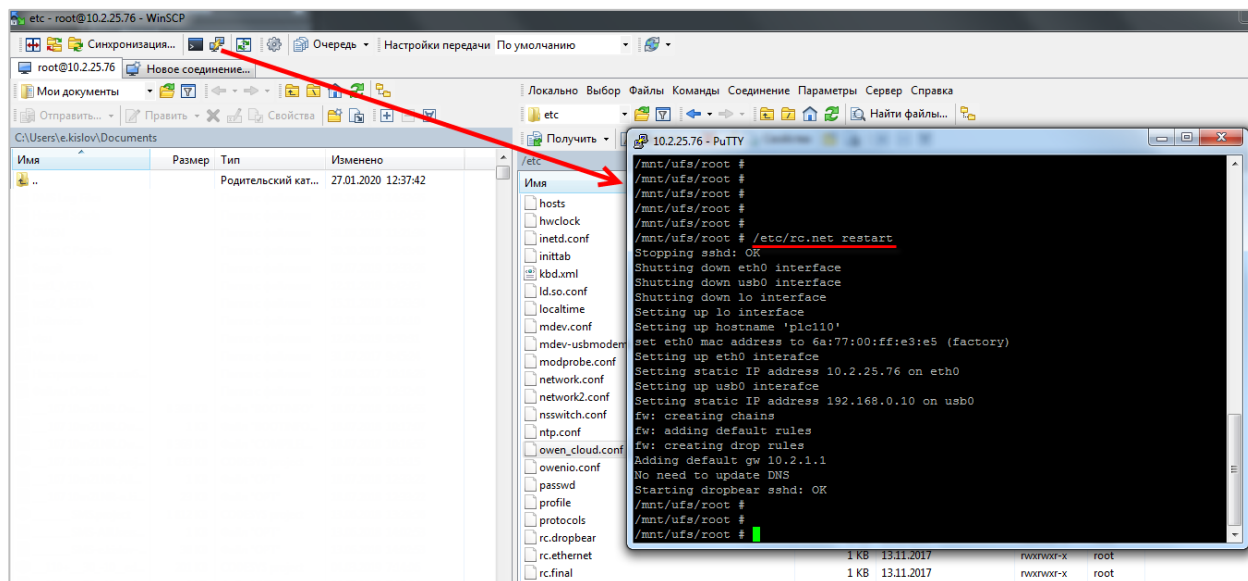 etc - root@10.2.25.76 - WinSCP
Синхронизация... Очередь Настройки передачи По умолчанию
root@10.2.25.76 Новое соединение...
Мои документы
Отправить... Править Свойства
C:\Users\e.kislov\Documents
Имя Размер Тип Изменено
.. Родительский кат... 27.01.2020 12:37:42
Локально Выбор Файлы Команды Соединение Параметры Сервер Справка
etc Найти файлы...
Получить
/etc
Имя
hosts
hwclock
inetd.conf
inittab
kbd.xml
ld.so.conf
localtime
mdev.conf
mdev-usbmodem
modprobe.conf
network.conf
network2.conf
nsswitch.conf
ntp.conf
owen_cloud.conf
owenio.conf
passwd
profile
protocols
rc.dropbear
rc.ethernet 1 KB 13.11.2017 rwxrwxr-x root
rc.final 1 KB 13.11.2017 rwxrwxr-x root
10.2.25.76 - PuTTY
/mnt/ufs/root #
/mnt/ufs/root #
/mnt/ufs/root #
/mnt/ufs/root #
/mnt/ufs/root #
/mnt/ufs/root # /etc/rc.net restart
Stopping sshd: OK
Shutting down eth0 interface
Shutting down usb0 interface
Shutting down lo interface
Setting up lo interface
Setting up hostname 'plc110'
set eth0 mac address to 6a:77:00:ff:e3:e5 (factory)
Setting up eth0 interafce
Setting static IP address 10.2.25.76 on eth0
Setting up usb0 interafce
Setting static IP address 192.168.0.10 on usb0
fw: creating chains
fw: adding default rules
fw: creating drop rules
Adding default gw 10.2.1.1
No need to update DNS
Starting dropbear sshd: OK
/mnt/ufs/root #
/mnt/ufs/root #
/mnt/ufs/root #